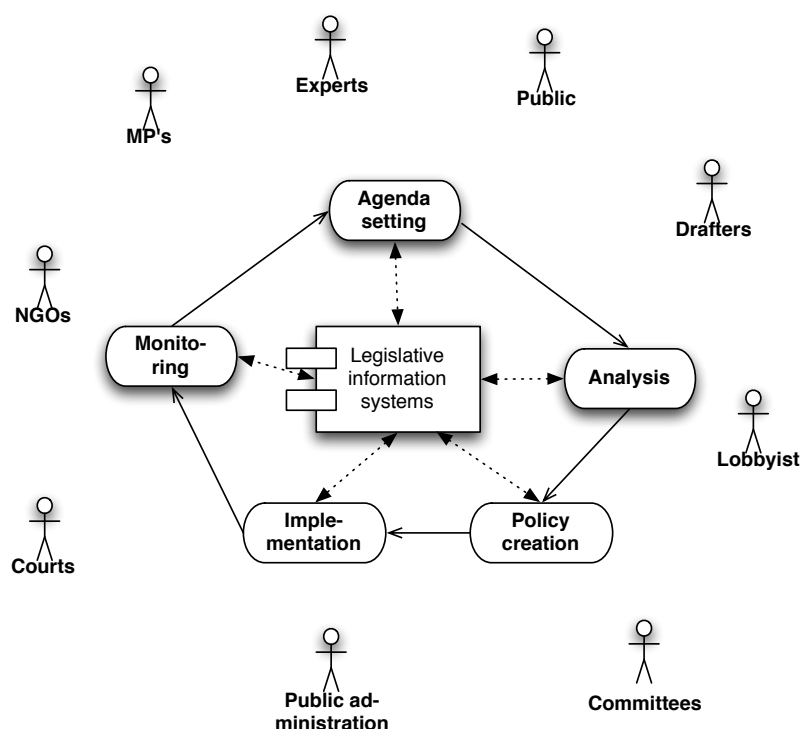 Experts
Public
MP's
Agenda
setting
Drafters
NGOs
Monito-
ring
Legislative
information
systems
Analysis
Lobbyist
Imple-
mentation
Policy
creation
Courts
Public ad-
ministration
Committees